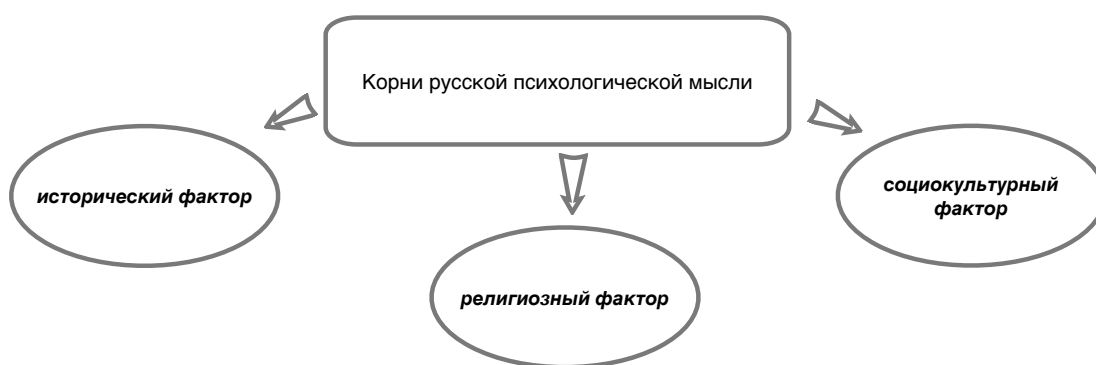 Корни русской психологической мысли
исторический фактор
социокультурный
фактор
религиозный фактор